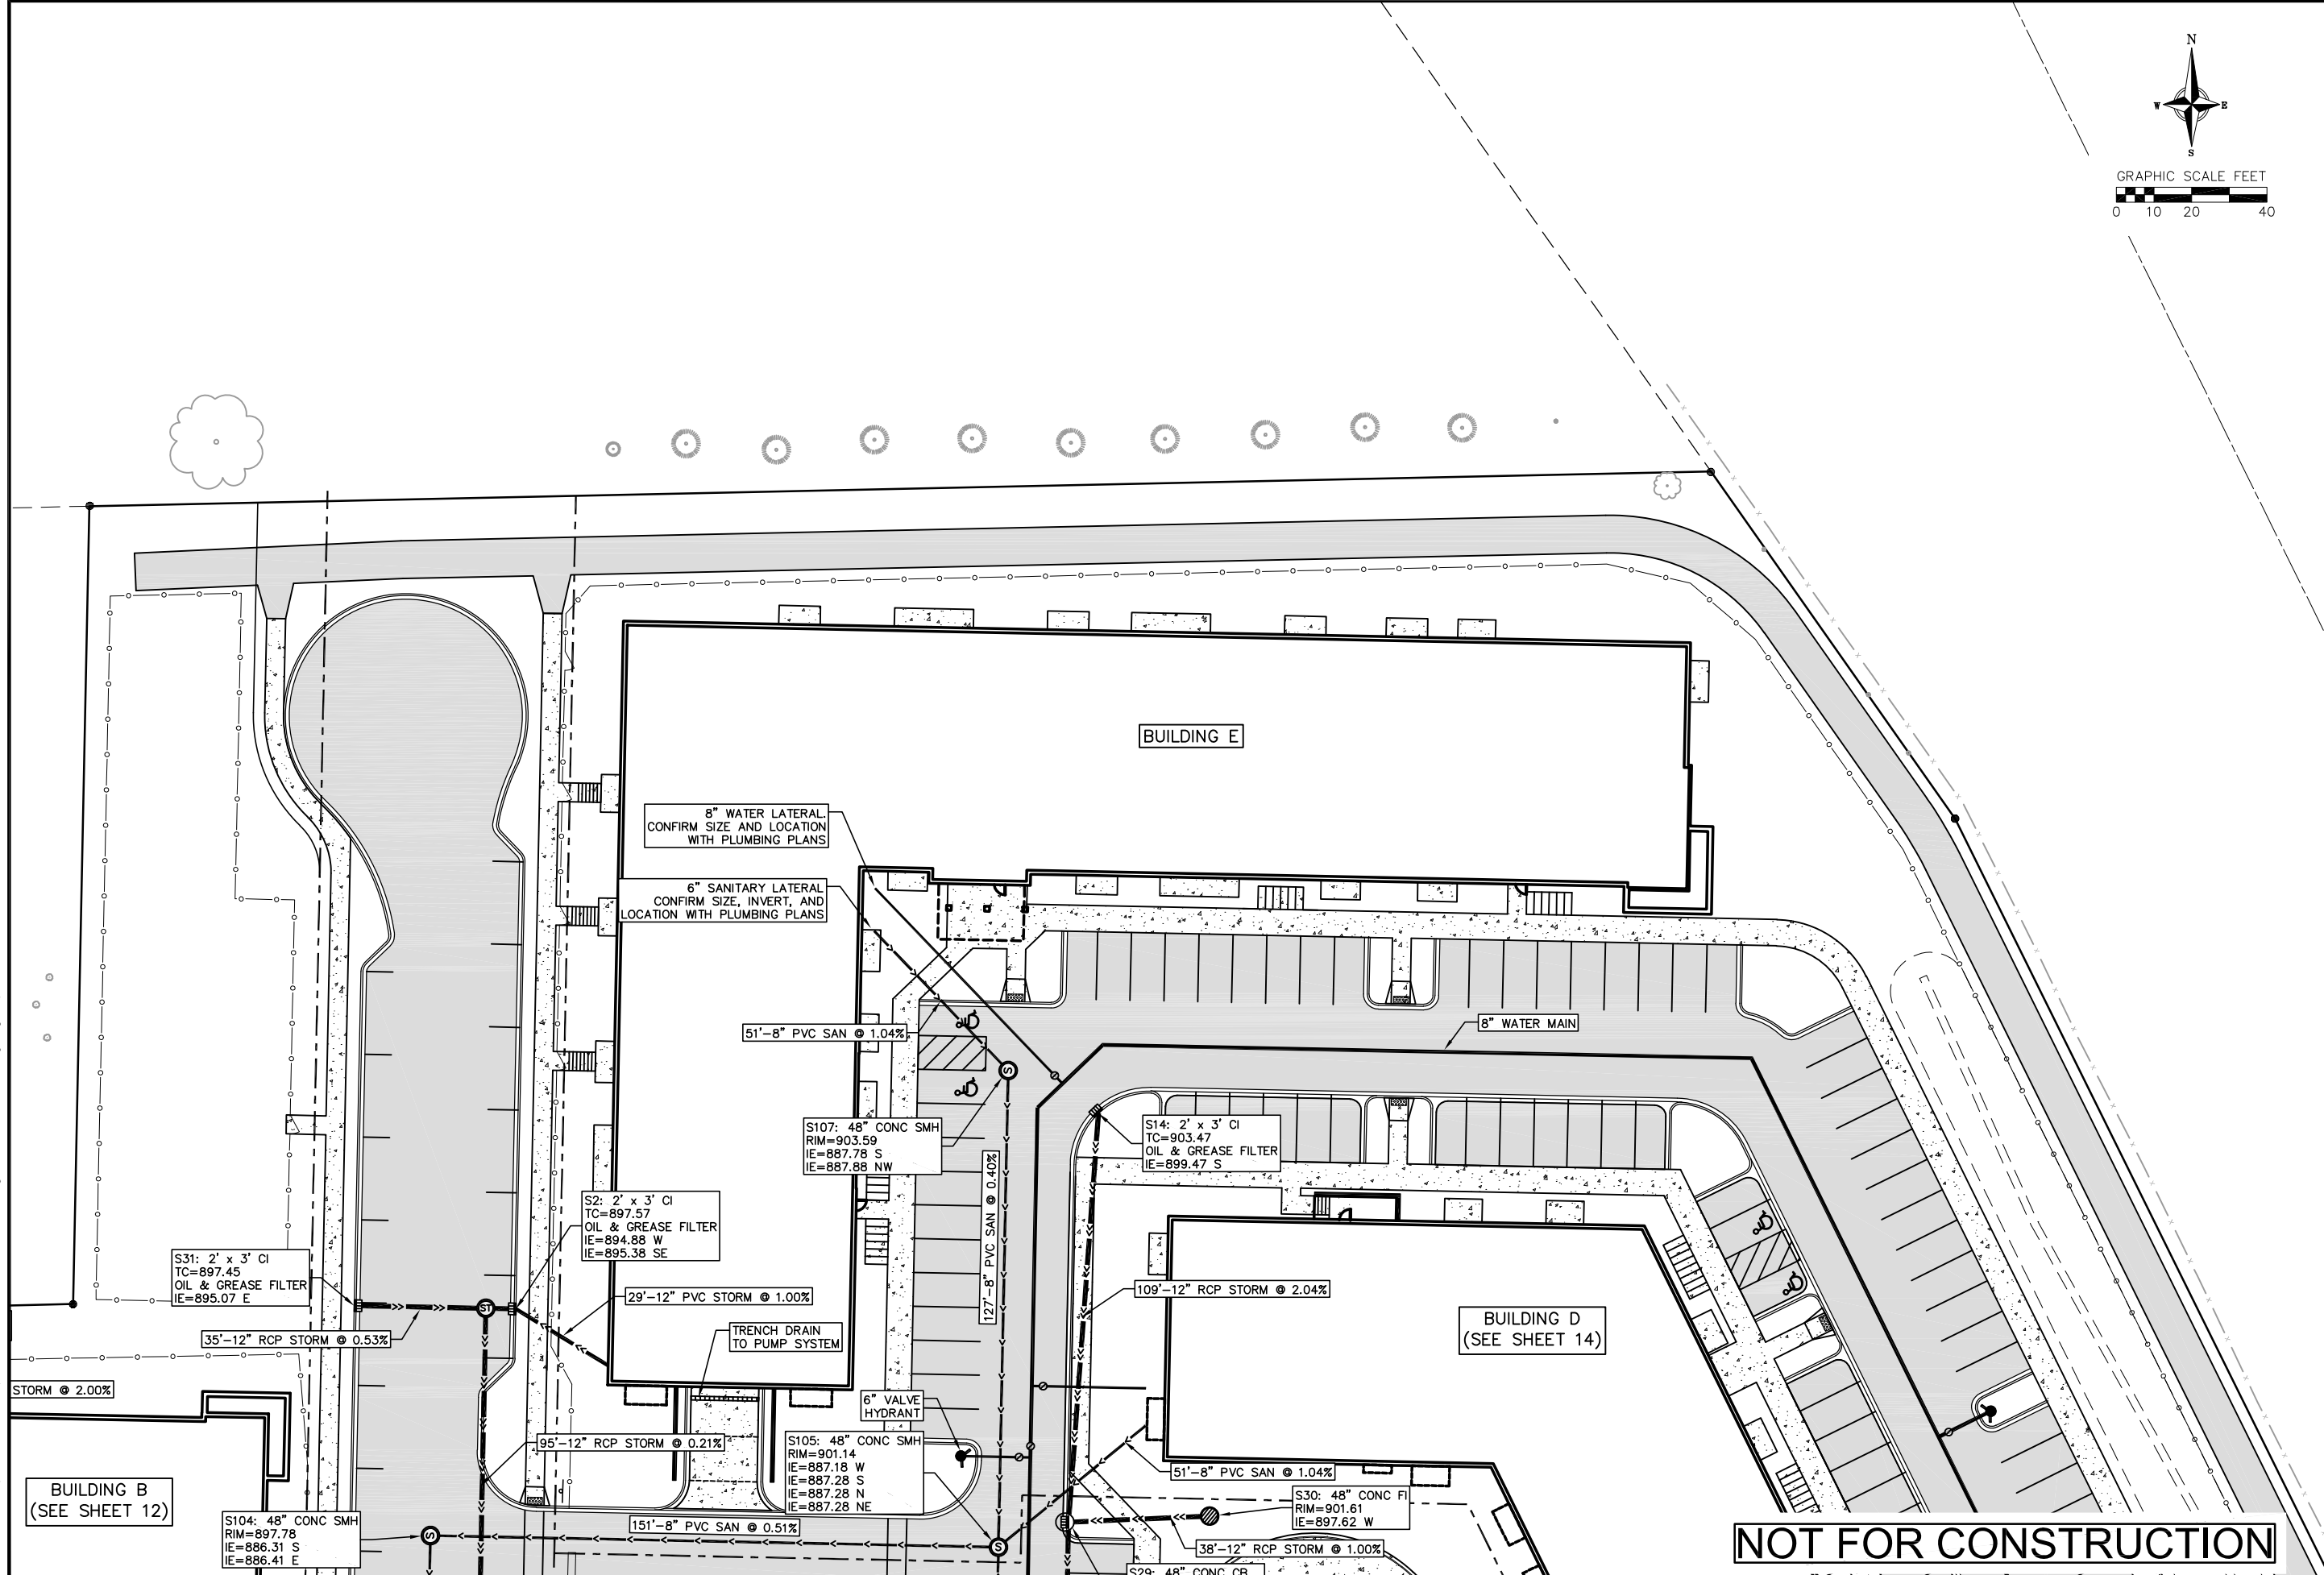 N
W E
S
GRAPHIC SCALE FEET
0 10 20 40
BUILDING E
8" WATER LATERAL.
CONFIRM SIZE AND LOCATION
WITH PLUMBING PLANS
6" SANITARY LATERAL
CONFIRM SIZE, INVERT, AND
LOCATION WITH PLUMBING PLANS
51'-8" PVC SAN @ 1.04%
8" WATER MAIN
S107: 48" CONC SMH
RIM=903.59
IE=887.78 S
IE=887.88 NW
S
S14: 2' x 3' CI
TC=903.47
OIL & GREASE FILTER
IE=899.47 S
127'-8" PVC SAN @ 0.40%
S2: 2' x 3' CI
TC=897.57
OIL & GREASE FILTER
IE=894.88 W
IE=895.38 SE
S31: 2' x 3' CI
TC=897.45
OIL & GREASE FILTER
IE=895.07 E
ST
29'-12" PVC STORM @ 1.00%
109'-12" RCP STORM @ 2.04%
35'-12" RCP STORM @ 0.53%
TRENCH DRAIN
TO PUMP SYSTEM
BUILDING D
(SEE SHEET 14)
STORM @ 2.00%
6" VALVE
HYDRANT
95'-12" RCP STORM @ 0.21%
S105: 48" CONC SMH
RIM=901.14
IE=887.18 W
IE=887.28 S
IE=887.28 N
IE=887.28 NE
51'-8" PVC SAN @ 1.04%
BUILDING B
(SEE SHEET 12)
S30: 48" CONC FI
RIM=901.61
IE=897.62 W
S104: 48" CONC SMH
RIM=897.78
IE=886.31 S
IE=886.41 E
S
151'-8" PVC SAN @ 0.51%
S
38'-12" RCP STORM @ 1.00%
NOT FOR CONSTRUCTION
S29: 48" CONC CB